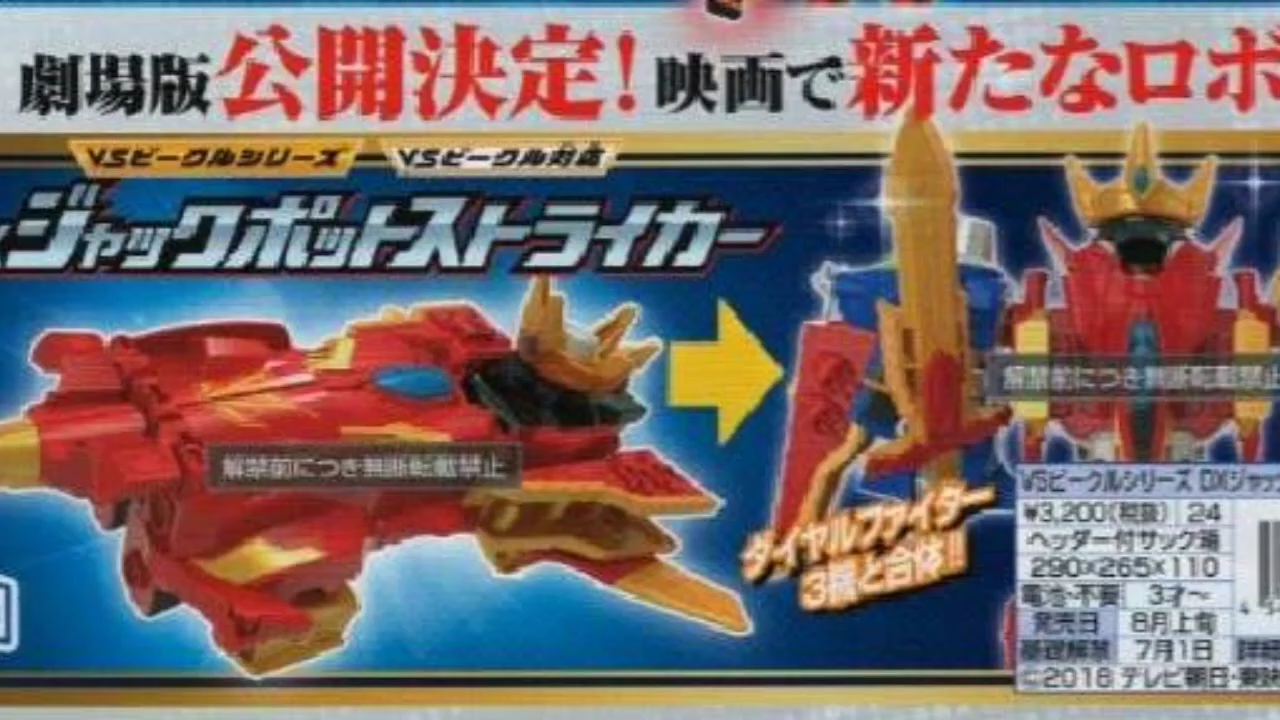 劇場版公開決定! 映画で新たなロボ
VSビークルシリーズ VSビークル対応
ジャックポットストライカー
解禁前につき無断転載禁止
解禁前につき無断転載禁止
ダイヤルファイター
3機と合体!!
VSビークルシリーズ DXジャッ
¥3,200(税抜) 24
ヘッダー付サック箱
290×265×110
電池・不要 3才~
発売日 8月上旬
基礎解禁 7月1日 詳細
©2018 テレビ朝日・東映